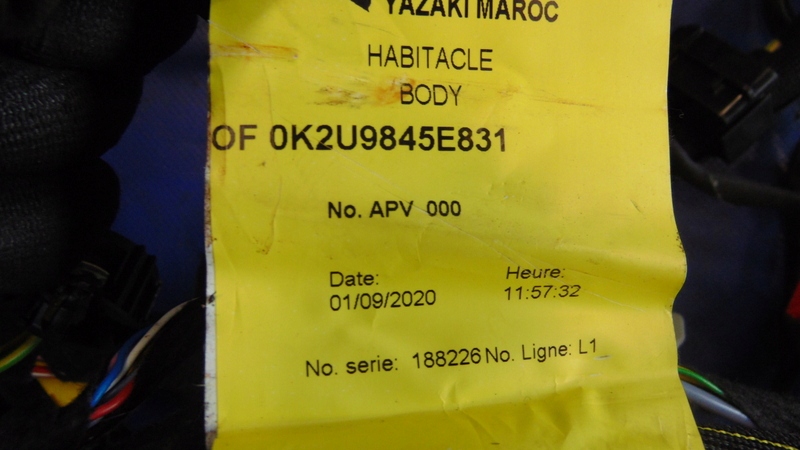 YAZAKI MAROC
HABITACLE
BODY
OF 0K2U9845E831
No. APV 000
Date: Heure:
01/09/2020 11:57:32
No. serie: 188226 No. Ligne: L1